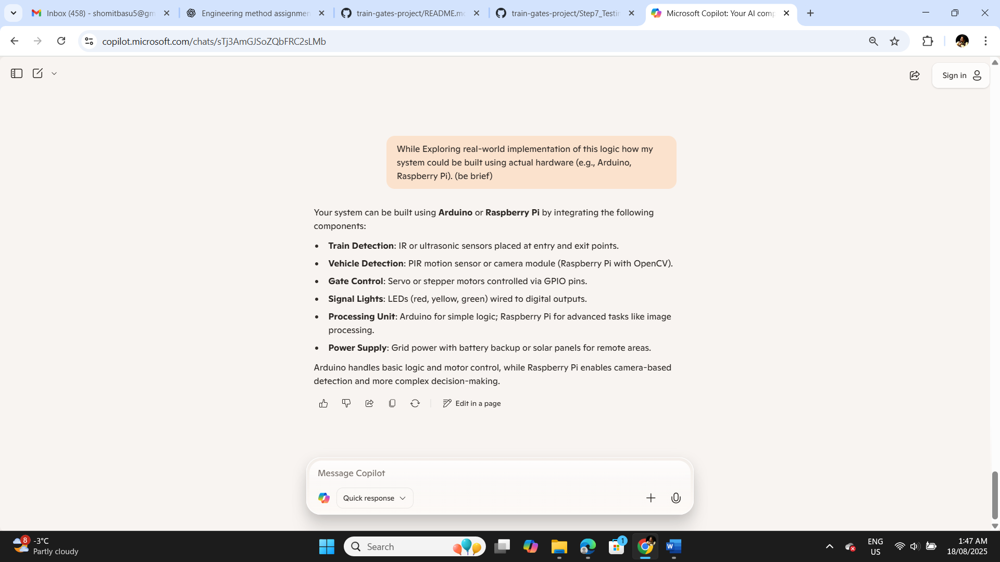 Inbox (458) - shomitbasu5@gm
Engineering method assignmen
train-gates-project/README.mc
train-gates-project/Step7_Testin
Microsoft Copilot: Your AI comp
copilot.microsoft.com/chats/sTj3AmGJSoZQbFRC2sLMb
Sign in
While Exploring real-world implementation of this logic how my
system could be built using actual hardware (e.g., Arduino,
Raspberry Pi). (be brief)
Your system can be built using Arduino or Raspberry Pi by integrating the following
components:
• Train Detection: IR or ultrasonic sensors placed at entry and exit points.
• Vehicle Detection: PIR motion sensor or camera module (Raspberry Pi with OpenCV).
• Gate Control: Servo or stepper motors controlled via GPIO pins.
• Signal Lights: LEDs (red, yellow, green) wired to digital outputs.
• Processing Unit: Arduino for simple logic; Raspberry Pi for advanced tasks like image
processing.
• Power Supply: Grid power with battery backup or solar panels for remote areas.
Arduino handles basic logic and motor control, while Raspberry Pi enables camera-based
detection and more complex decision-making.
Edit in a page
Message Copilot
Quick response
8
-3°C
Partly cloudy
Search
1
W
ENG
US
1:47 AM
18/08/2025